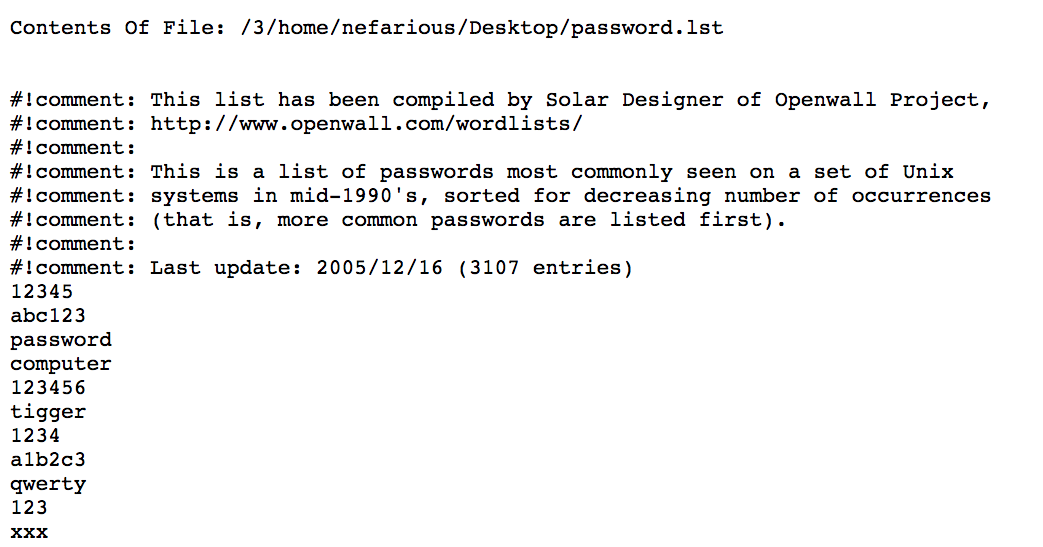 Contents Of File: /3/home/nefarious/Desktop/password.lst
#!comment: This list has been compiled by Solar Designer of Openwall Project,
#!comment: http://www.openwall.com/wordlists/
#!comment:
#!comment: This is a list of passwords most commonly seen on a set of Unix
#!comment: systems in mid-1990's, sorted for decreasing number of occurrences
#!comment: (that is, more common passwords are listed first).
#!comment:
#!comment: Last update: 2005/12/16 (3107 entries)
12345
abc123
password
computer
123456
tigger
1234
a1b2c3
qwerty
123
xxx